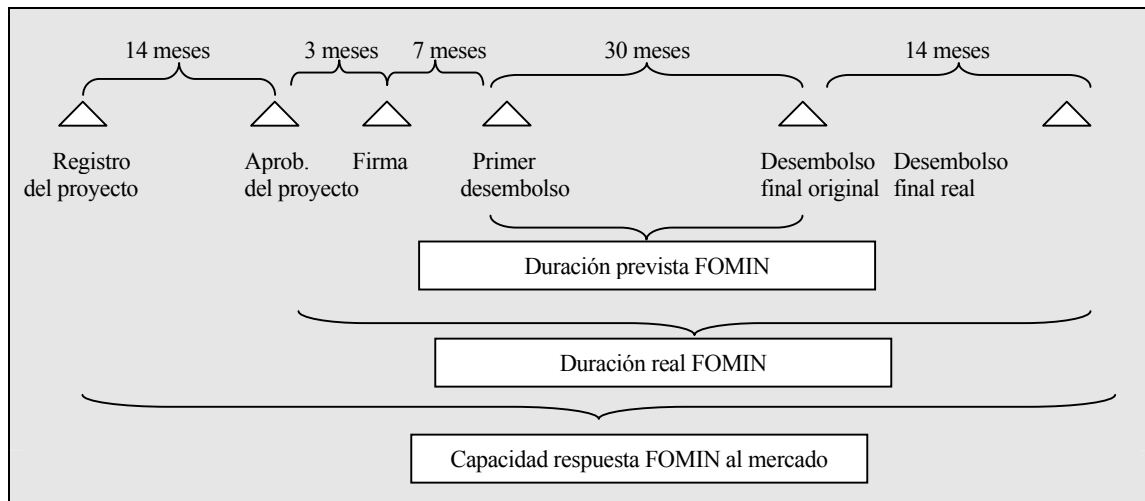 14 meses 3 meses 7 meses 30 meses 14 meses
Registro Aprob. Firma Primer Desembolso Desembolso
del proyecto del proyecto desembolso final original final real
Duración prevista FOMIN
Duración real FOMIN
Capacidad respuesta FOMIN al mercado